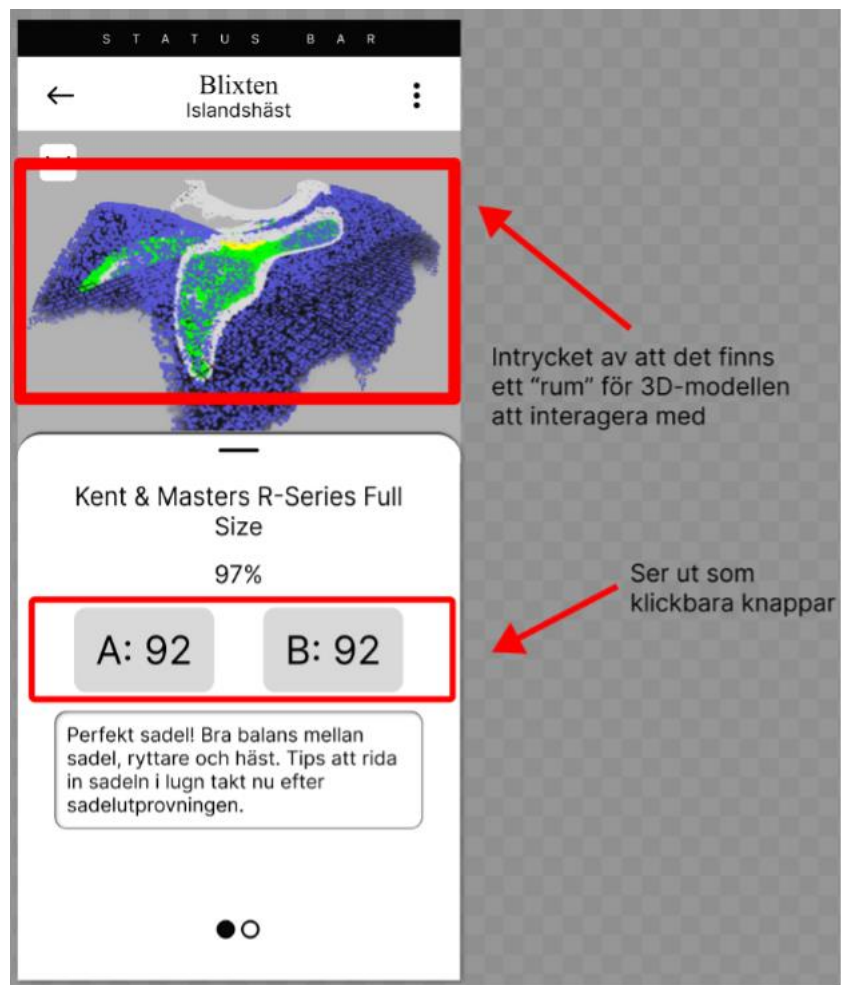 STATUS BAR
Blixten
Islandshäst
Intrycket av att det finns
ett “rum” för 3D-modellen
att interagera med
Kent & Masters R-Series Full
Size
97%
Ser ut som
klickbara knappar
A: 92 B: 92
Perfekt sadel! Bra balans mellan
sadel, ryttare och häst. Tips att rida
in sadeln i lugn takt nu efter
sadelutprovningen.